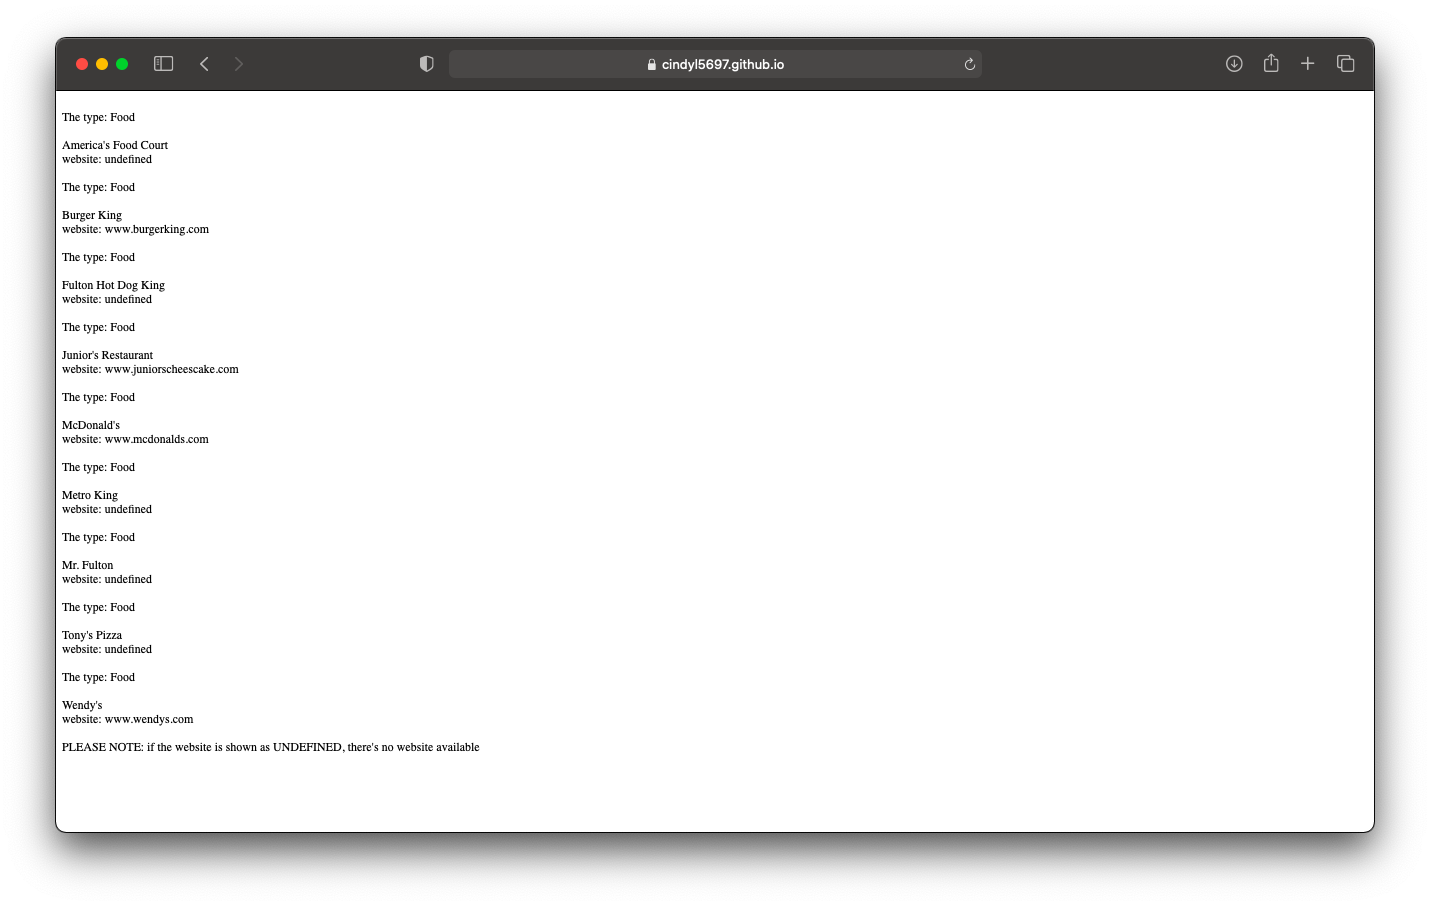 cindyl5697.github.io
The type: Food
America's Food Court
website: undefined
The type: Food
Burger King
website: www.burgerking.com
The type: Food
Fulton Hot Dog King
website: undefined
The type: Food
Junior's Restaurant
website: www.juniorscheescake.com
The type: Food
McDonald's
website: www.mcdonalds.com
The type: Food
Metro King
website: undefined
The type: Food
Mr. Fulton
website: undefined
The type: Food
Tony's Pizza
website: undefined
The type: Food
Wendy's
website: www.wendys.com
PLEASE NOTE: if the website is shown as UNDEFINED, there's no website available